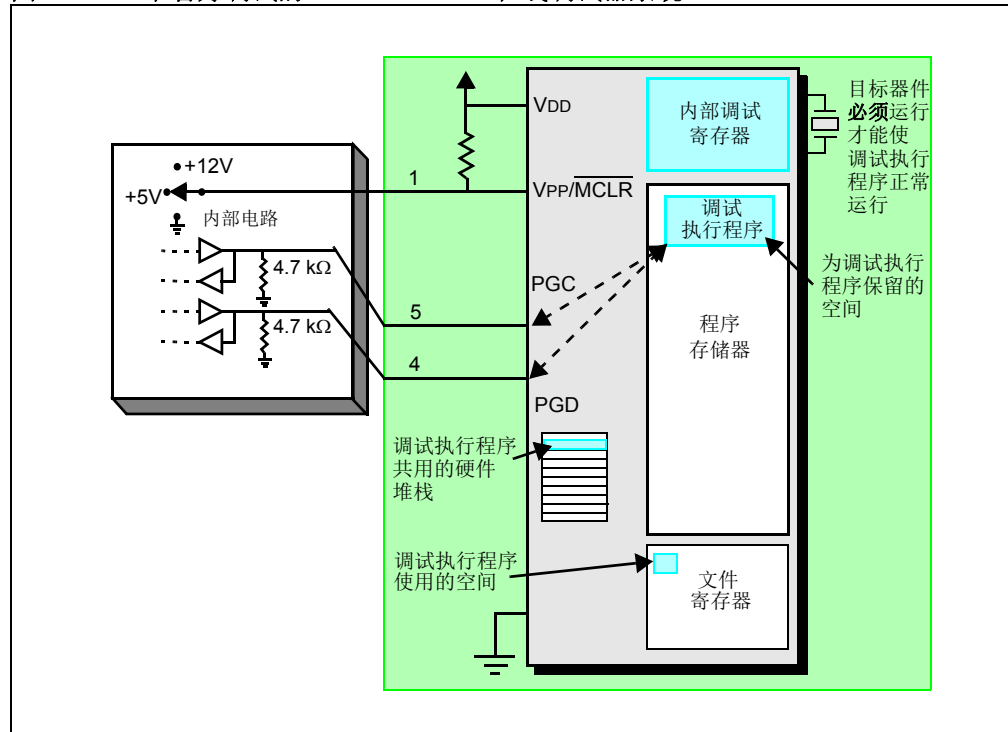 +12V
+5V
内部电路
4.7 kΩ
4.7 kΩ
1
5
4
VDD
VPP/MCLR
PGC
PGD
内部调试
寄存器
调试
执行程序
程序
存储器
文件
寄存器
目标器件
必须运行
才能使
调试执行
程序正常
运行
为调试执行
程序保留的
空间
调试执行程序
共用的硬件
堆栈
调试执行程序
使用的空间